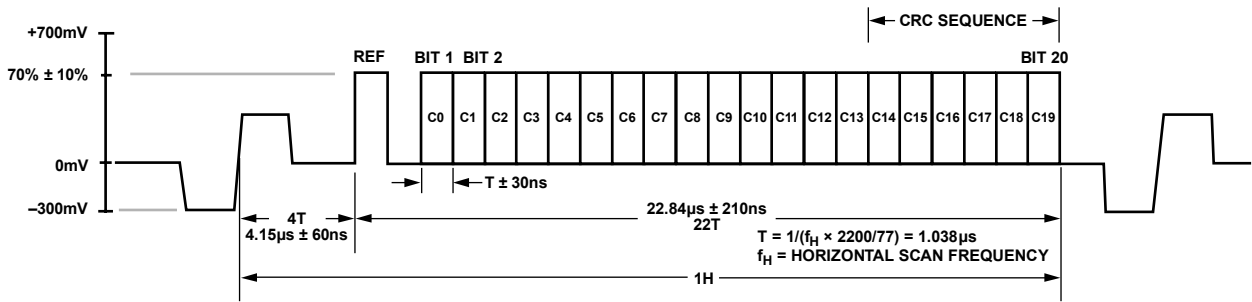 CRC SEQUENCE
+700mV
REF
BIT 1
BIT 2
BIT 20
70% ± 10%
C0
C1
C2
C3
C4
C5
C6
C7
C8
C9
C10
C11
C12
C13
C14
C15
C16
C17
C18
C19
0mV
T ± 30ns
–300mV
4T
4.15µs ± 60ns
22.84µs ± 210ns
22T
T = 1/(fH × 2200/77) = 1.038µs
fH = HORIZONTAL SCAN FREQUENCY
1H